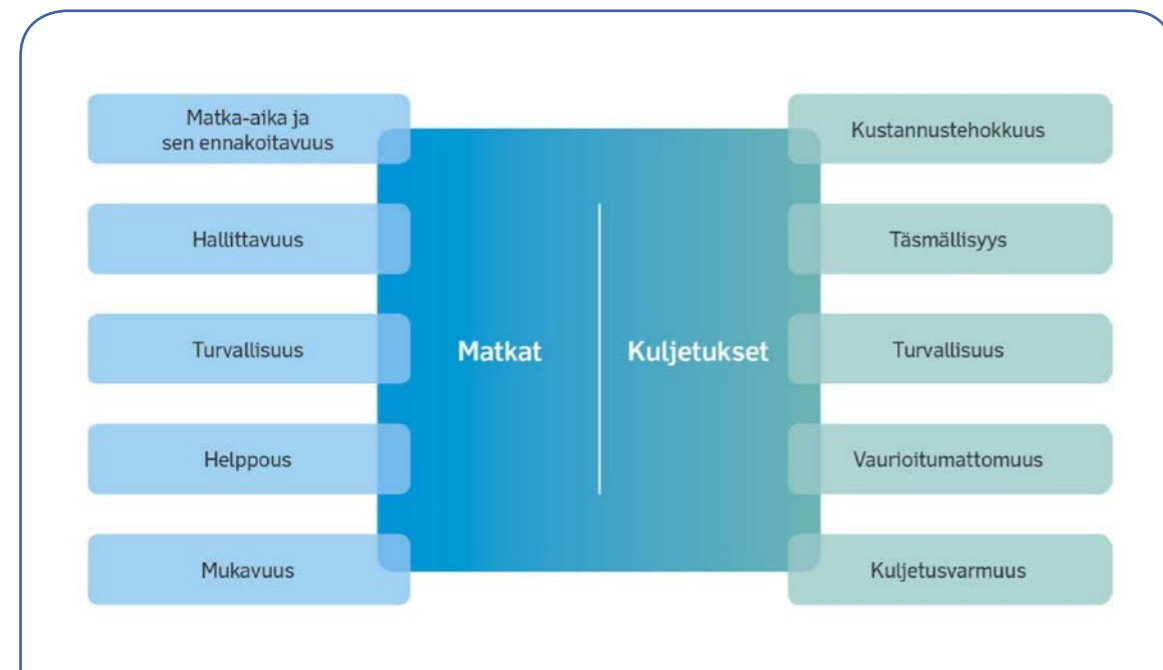 Matka-aika ja
sen ennakoitavuus
Hallittavuus
Turvallisuus
Helppous
Mukavuus
Matkat
Kuljetukset
Kustannustehokkuus
Täsmällisyys
Turvallisuus
Vaurioitumattomuus
Kuljetusvarmuus